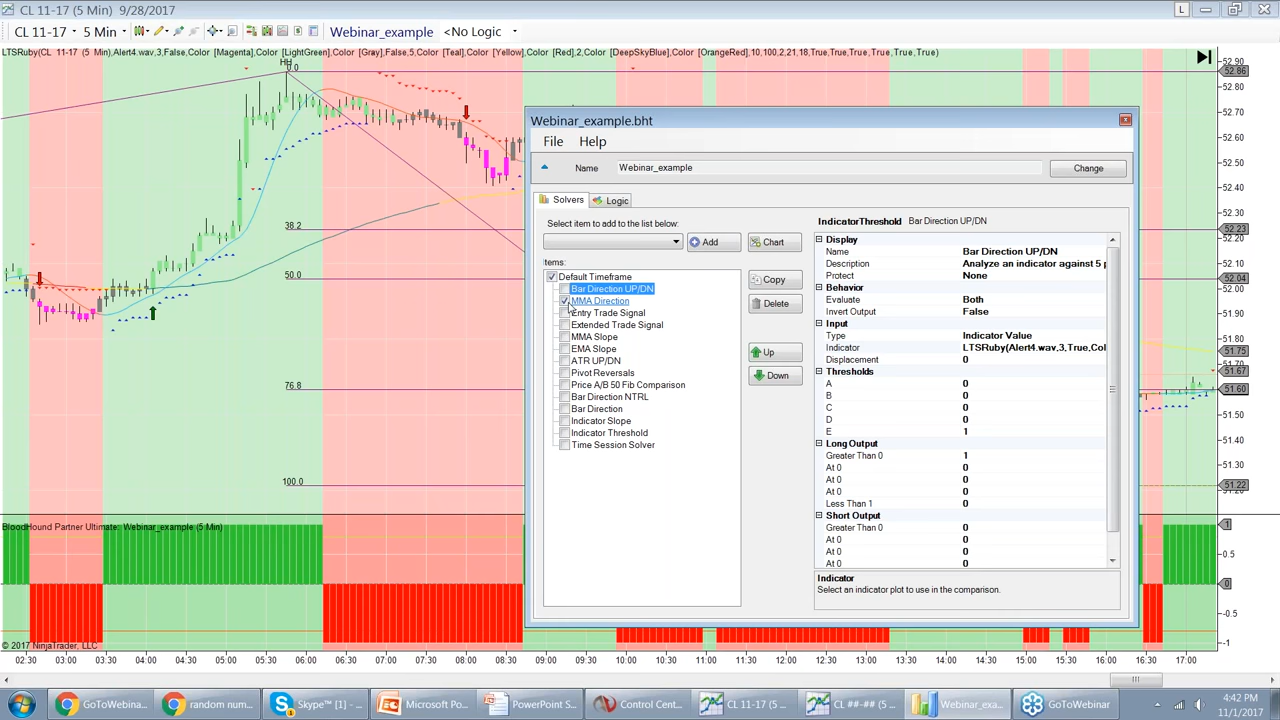 CL 11-17 (5 Min)  9/28/2017
L
CL 11-17 5 Min Webinar_example <No Logic>
LTSRuby(CL 11-17 (5 Min),Alert4.wav,3,False,Color [Magenta],Color [LightGreen],Color [Gray],False,5,Color [Teal],Color [Yellow],Color [Red],2,Color [DeepSkyBlue],Color [OrangeRed],10,100,2,21,18,True,True,True,True,True)
HH
0.0
38.2
50.0
76.8
100.0
52.90
52.86
52.70
52.60
52.50
52.40
52.30
52.23
52.20
52.10
52.04
52.00
51.90
51.80
51.75
51.70
51.67
51.60
51.50
51.40
51.30
51.22
Webinar_example.bht
File Help
Name Webinar_example Change
Solvers Logic
Select item to add to the list below:
Add Chart
Items:
Default Timeframe
Bar Direction UP/DN
MMA Direction
Entry Trade Signal
Extended Trade Signal
MMA Slope
EMA Slope
ATR UP/DN
Pivot Reversals
Price A/B 50 Fib Comparison
Bar Direction NTRL
Bar Direction
Indicator Slope
Indicator Threshold
Time Session Solver
Copy
Delete
Up
Down
IndicatorThreshold Bar Direction UP/DN
Display
Name Bar Direction UP/DN
Description Analyze an indicator against 5 p
Protect None
Behavior
Evaluate Both
Invert Output False
Input
Type Indicator Value
Indicator LTSRuby(Alert4.wav,3,True,Col
Displacement 0
Thresholds
A 0
B 0
C 0
D 0
E 1
Long Output
Greater Than 0 1
At 0 0
At 0 0
At 0 0
Less Than 1 0
Short Output
Greater Than 0 0
At 0 0
At 0 0
At 0 0
Indicator
Select an indicator plot to use in the comparison.
BloodHound Partner Ultimate: Webinar_example (5 Min)
1
0.5
0
-0.5
-1
© 2017 NinjaTrader, LLC
02:30 03:00 03:30 04:00 04:30 05:00 05:30 06:00 06:30 07:00 07:30 08:00 08:30 09:00 09:30 10:00 10:30 11:00 11:30 12:00 12:30 13:00 13:30 14:00 14:30 15:00 15:30 16:00 16:30 17:00
GoToWebina... random num... Skype™ [1] - ... Microsoft Po... PowerPoint S... Control Cent... CL 11-17 (5 ... CL ##-## (5 ... Webinar_exa... GoToWebinar
4:42 PM
11/1/2017